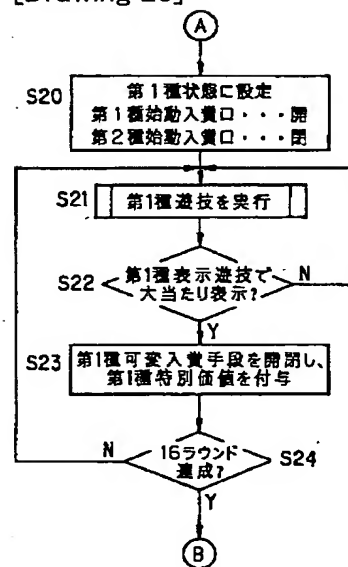 A
S20
第1種状態に設定
第1種始動入賞口・・・開
第2種始動入賞口・・・閉
S21
第1種遊技を実行
S22
第1種表示遊技で
大当たり表示?
N
Y
S23
第1種可変入賞手段を開閉し、
第1種特別価値を付与
N
16ラウンド
達成?
S24
Y
B